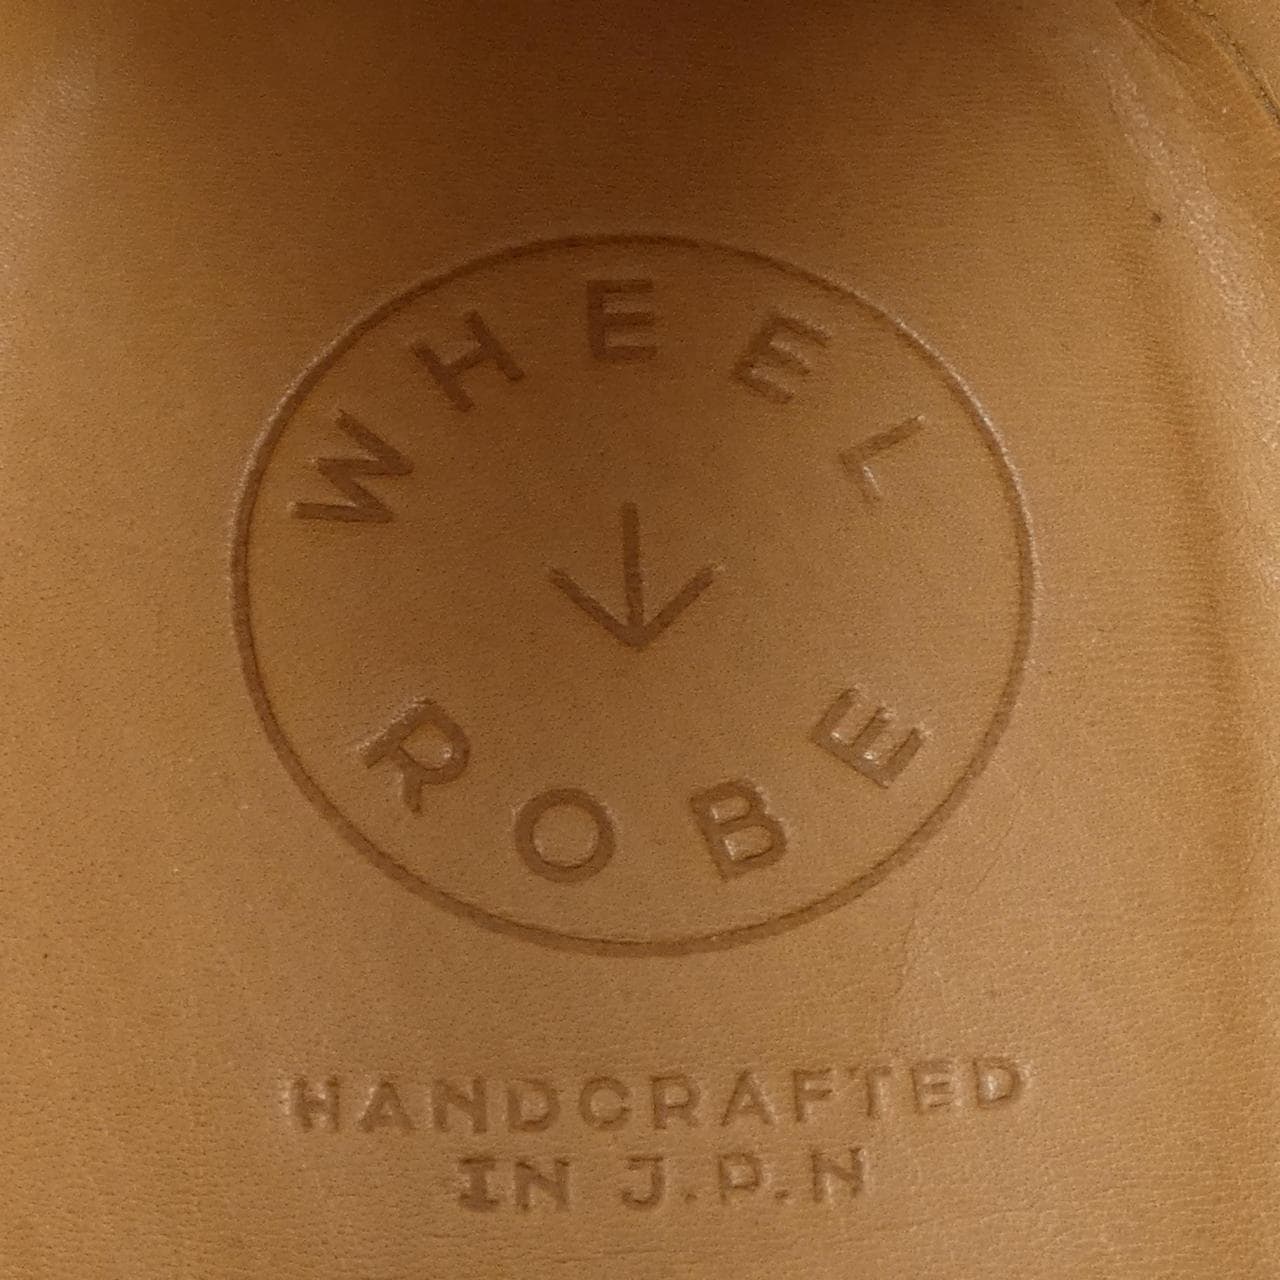 WHEEL
ROBE
HANDCRAFTED
IN J.P.N